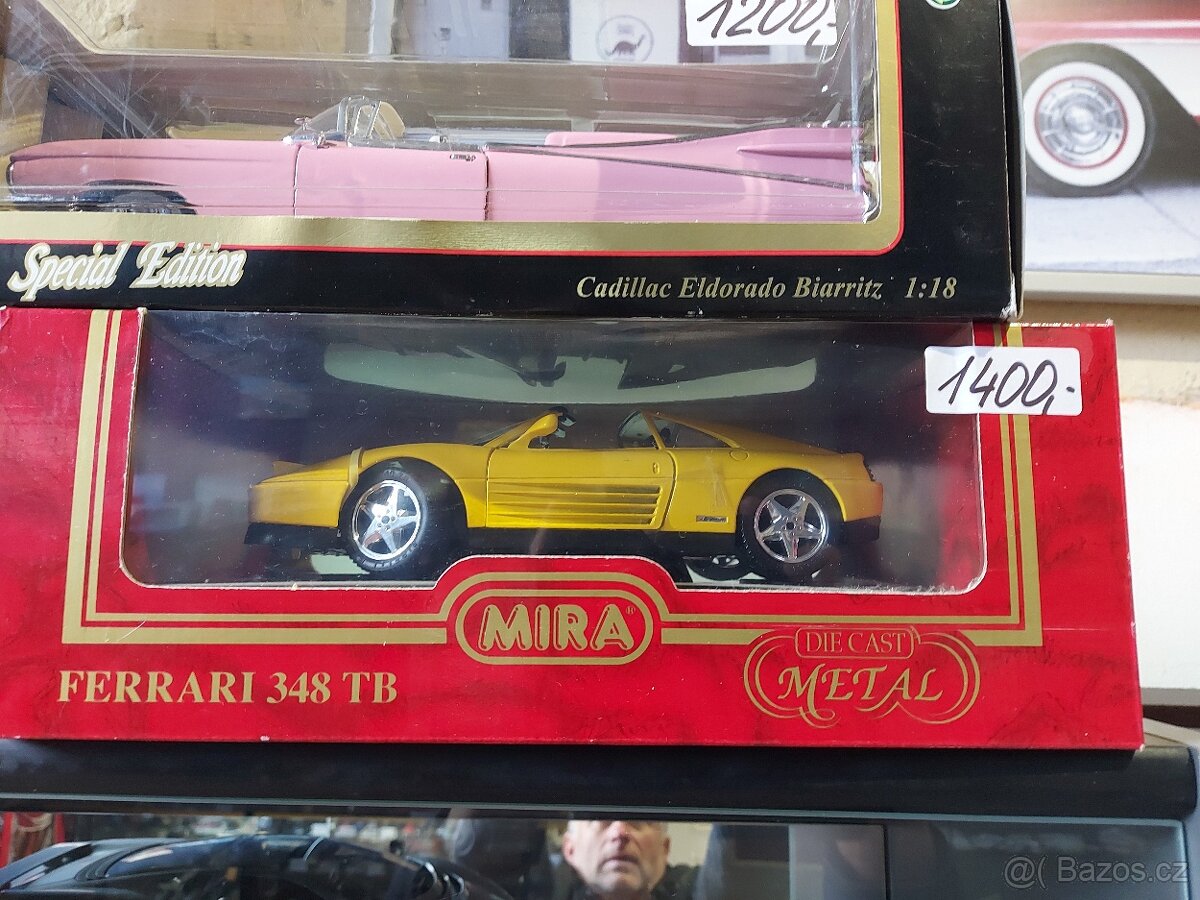 1200,-
Special Edition
Cadillac Eldorado Biarritz 1:18
1400,-
MIRA®
DIE CAST
METAL
FERRARI 348 TB
@( Bazos.cz